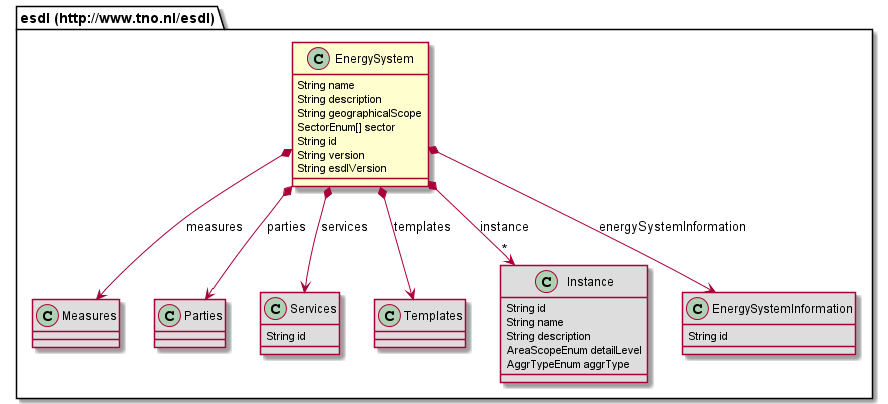 esdl (http://www.tno.nl/esdl)
C EnergySystem
String name
String description
String geographicalScope
SectorEnum[] sector
String id
String version
String esdlVersion
measures
parties
services
templates
instance
energySystemInformation
*
C Measures
C Parties
C Services
String id
C Templates
C Instance
String id
String name
String description
AreaScopeEnum detailLevel
AggrTypeEnum aggrType
C EnergySystemInformation
String id